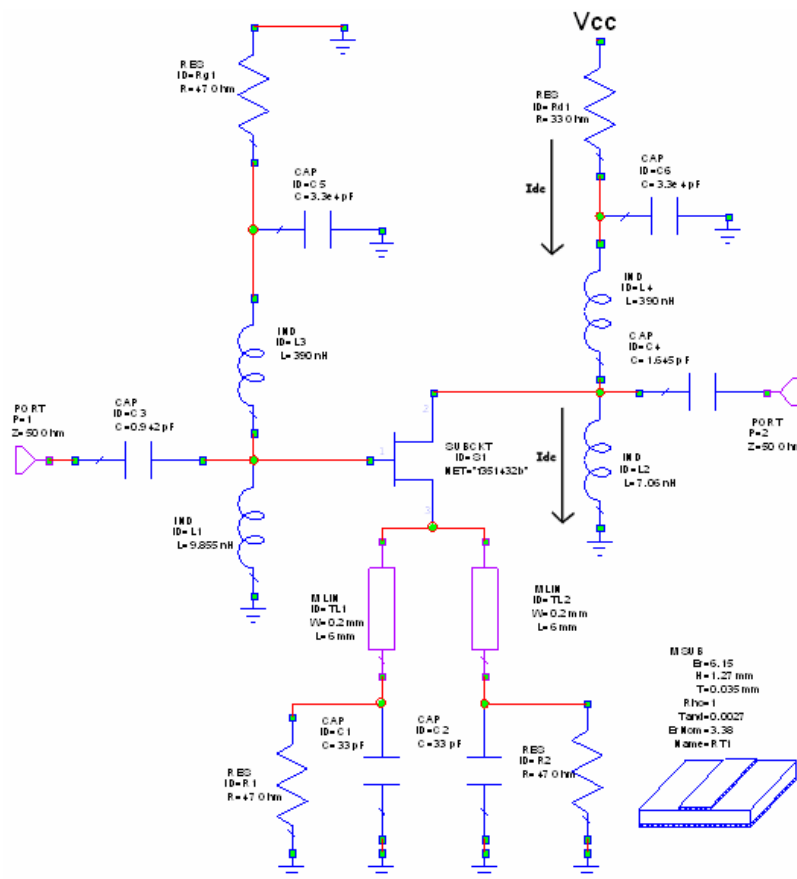 Vcc
RES
ID=Rg1
R=47 Ohm
RES
ID=Rd1
R=33 Ohm
CAP
ID=C5
C=3.3e4 pF
Idc
CAP
ID=C6
C=3.3e4 pF
IND
ID=L3
L=390 nH
IND
ID=L4
L=390 nH
CAP
ID=C4
C=1.645 pF
PORT
P=1
Z=50 Ohm
CAP
ID=C3
C=0.942 pF
2
1
3
SUBCKT
ID=S1
NET="f351432b"
Idc
PORT
P=2
Z=50 Ohm
IND
ID=L2
L=7.06 nH
IND
ID=L1
L=9.855 nH
MLIN
ID=TL1
W=0.2 mm
L=6 mm
MLIN
ID=TL2
W=0.2 mm
L=6 mm
MSUB
Er=6.15
H=1.27 mm
T=0.035 mm
Rho=1
Tand=0.0027
ErNom=3.38
Name=RT1
CAP
ID=C1
C=33 pF
CAP
ID=C2
C=33 pF
RES
ID=R1
R=47 Ohm
RES
ID=R2
R=47 Ohm